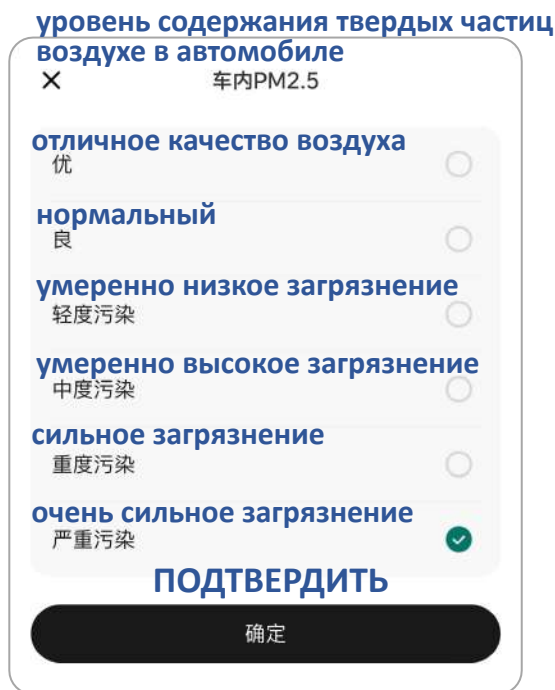 уровень содержания твердых частиц
воздухе в автомобиле
车内PM2.5
отличное качество воздуха
优
нормальный
良
умеренно низкое загрязнение
轻度污染
умеренно высокое загрязнение
中度污染
сильное загрязнение
重度污染
очень сильное загрязнение
严重污染
ПОДТВЕРДИТЬ
确定